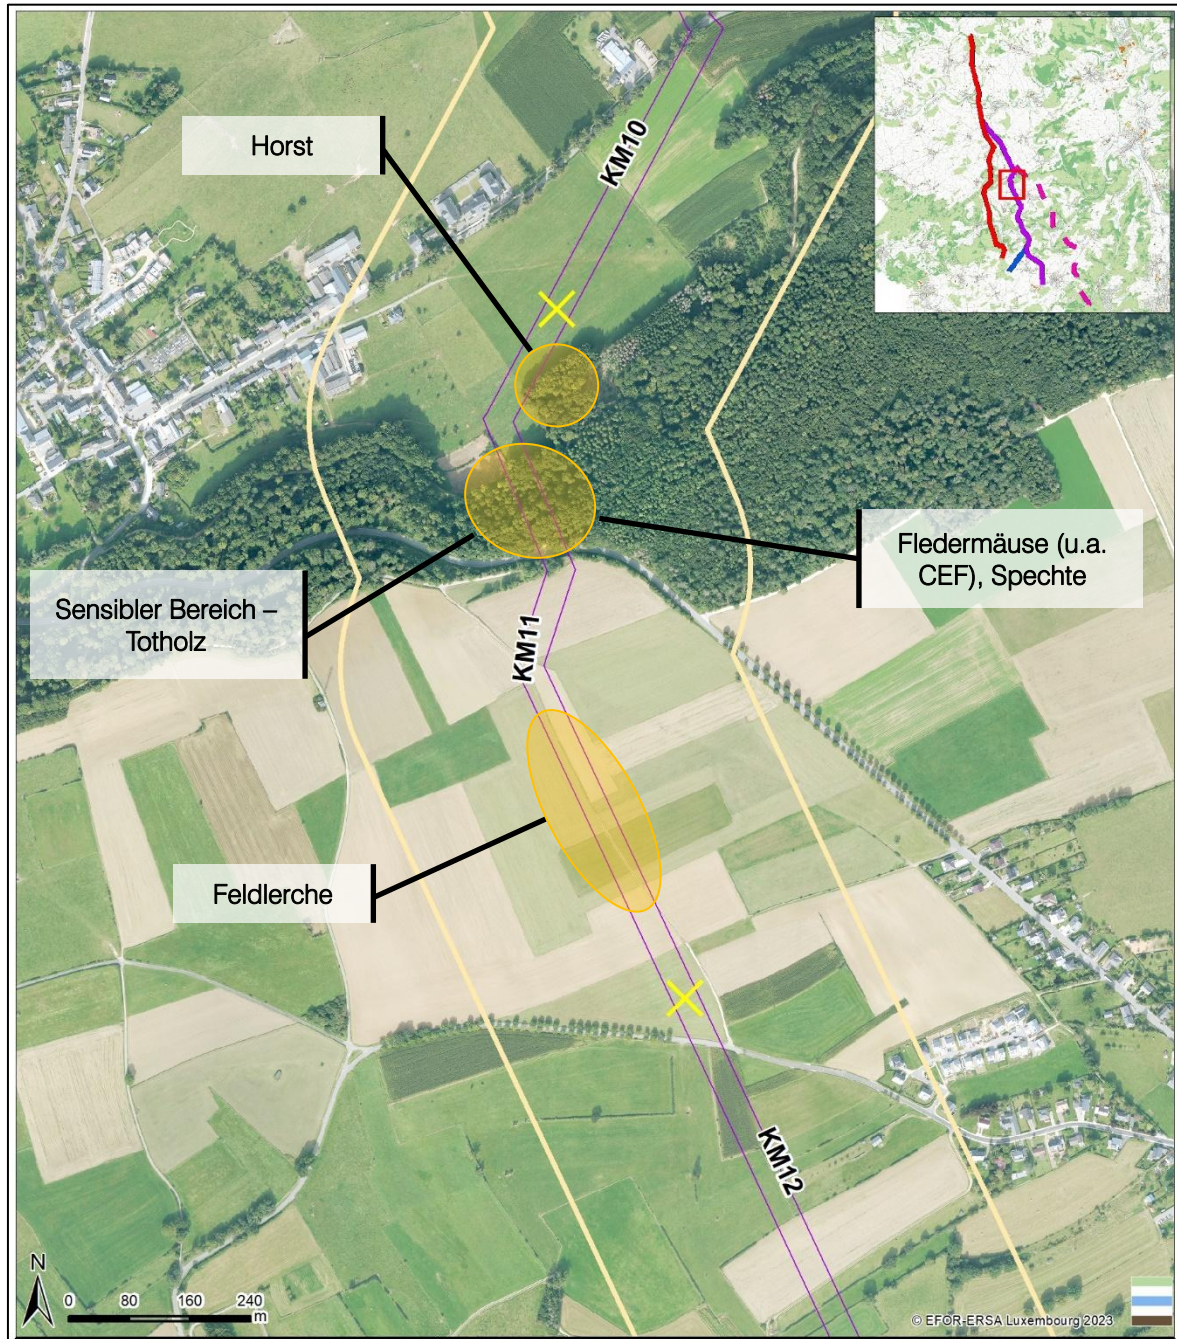 KM10
Horst
Fledermäuse (u.a.
CEF), Spechte
Sensibler Bereich –
Totholz
KM11
Feldlerche
KM12
N
0 80 160 240
m
© EFOR-ERSA Luxembourg 2023